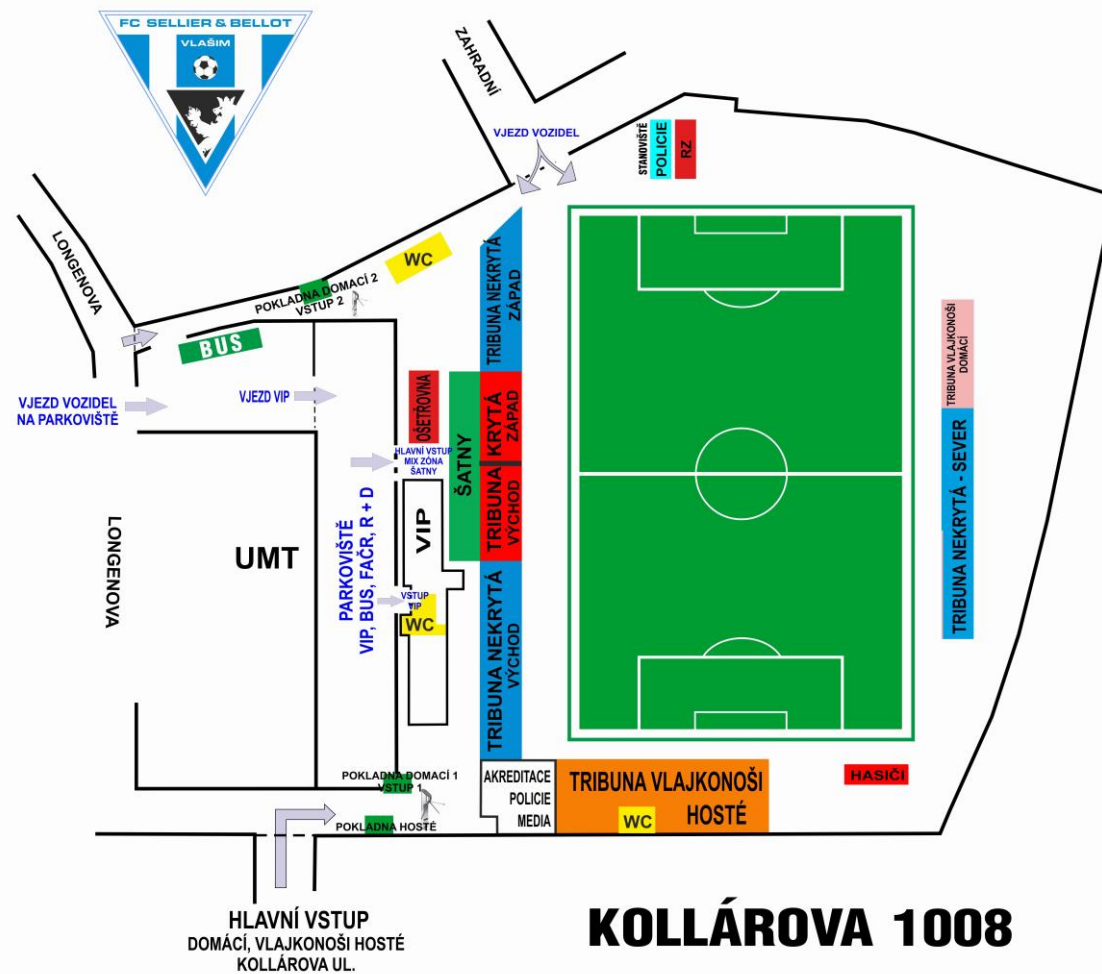 FC SELLIER & BELLOT
VLAŠIM
ZAHRADNÍ
VJEZD VOZIDEL
STANOVIŠTĚ
POLICIE
RZ
LONGENOVA
WC
POKLADNA DOMACÍ 2
VSTUP 2
BUS
TRIBUNA NEKRYTÁ
ZÁPAD
TRIBUNA VLAJKONOŠI
DOMÁCÍ
VJEZD VOZIDEL
NA PARKOVIŠTĚ
VJEZD VIP
OŠETŘOVNA
HLAVNÍ VSTUP
MIX ZÓNA
ŠATNY
ŠATNY
KRYTÁ
ZÁPAD
TRIBUNA
VÝCHOD
TRIBUNA NEKRYTÁ - SEVER
LONGENOVA
UMT
PARKOVIŠTĚ
VIP, BUS, FAČR, R + D
VIP
VSTUP
VIP
WC
TRIBUNA NEKRYTÁ
VÝCHOD
POKLADNA DOMACÍ 1
VSTUP 1
POKLADNA HOSTÉ
AKREDITACE
POLICIE
MEDIA
TRIBUNA VLAJKONOŠI
HOSTÉ
WC
HASIČI
HLAVNÍ VSTUP
DOMÁCÍ, VLAJKONOŠI HOSTÉ
KOLLÁROVA UL.
KOLLÁROVA 1008